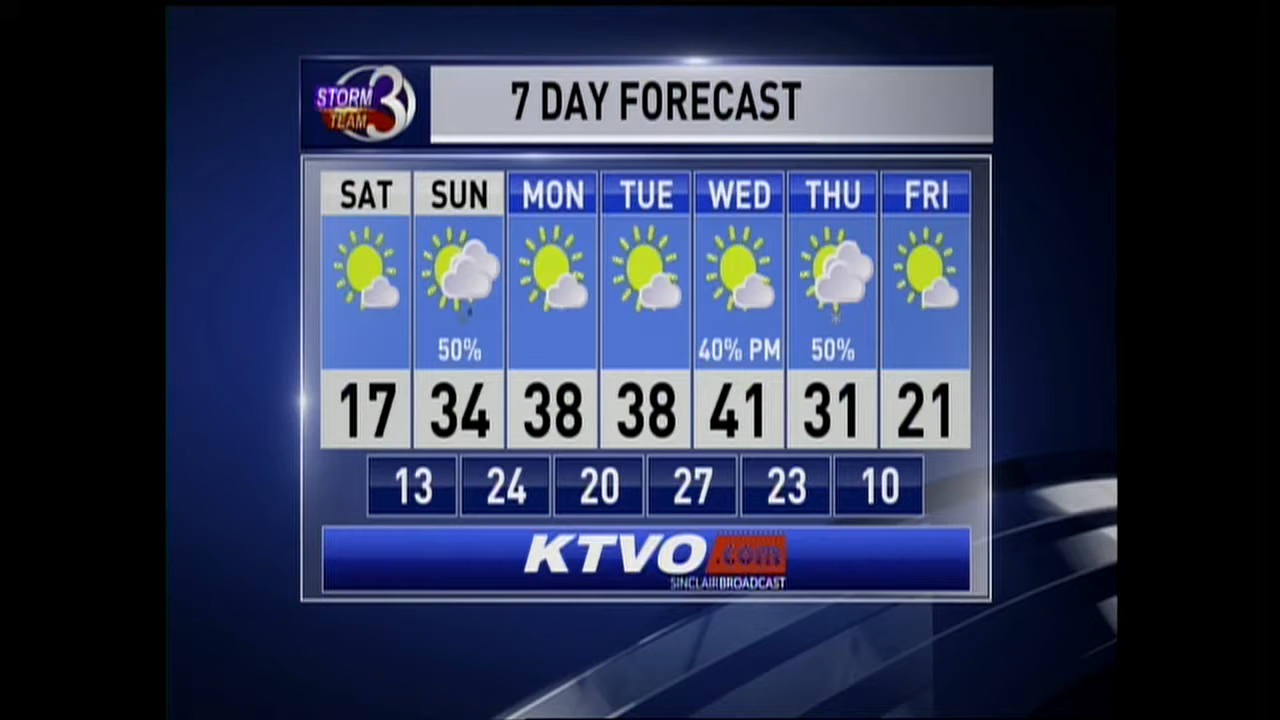 STORM
TEAM
3
7 DAY FORECAST
SAT SUN MON TUE WED THU FRI
50% 40% PM 50%
17 34 38 38 41 31 21
13 24 20 27 23 10
KTVO.com
SINCLAIRBROADCAST